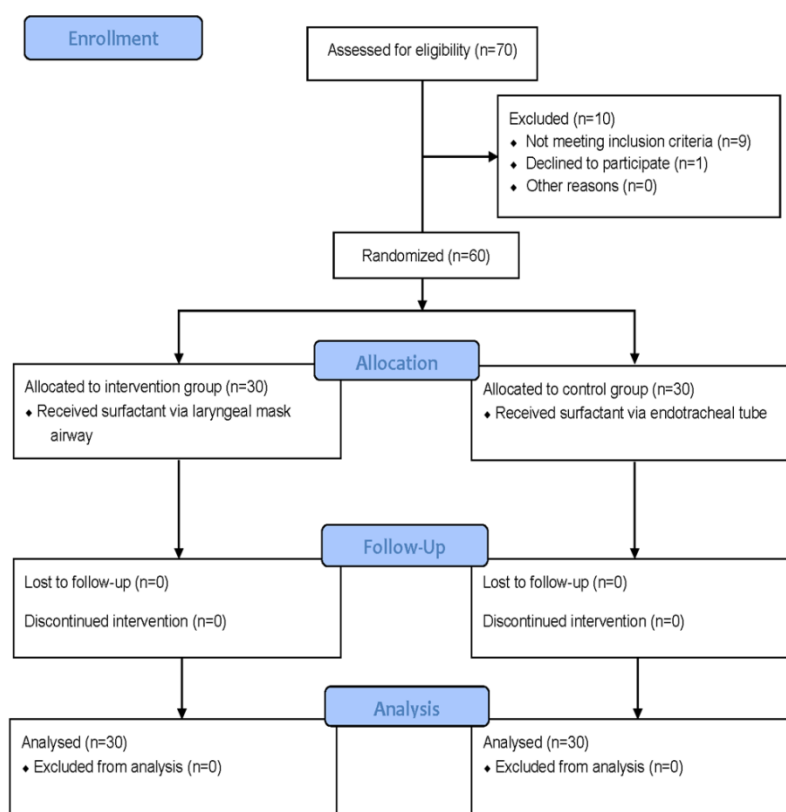 Enrollment
Assessed for eligibility (n=70)
Excluded (n=10)
♦ Not meeting inclusion criteria (n=9)
♦ Declined to participate (n=1)
♦ Other reasons (n=0)
Randomized (n=60)
Allocation
Allocated to intervention group (n=30)
♦ Received surfactant via laryngeal mask
airway
Allocated to control group (n=30)
♦ Received surfactant via endotracheal tube
Follow-Up
Lost to follow-up (n=0)
Discontinued intervention (n=0)
Lost to follow-up (n=0)
Discontinued intervention (n=0)
Analysis
Analysed (n=30)
♦ Excluded from analysis (n=0)
Analysed (n=30)
♦ Excluded from analysis (n=0)